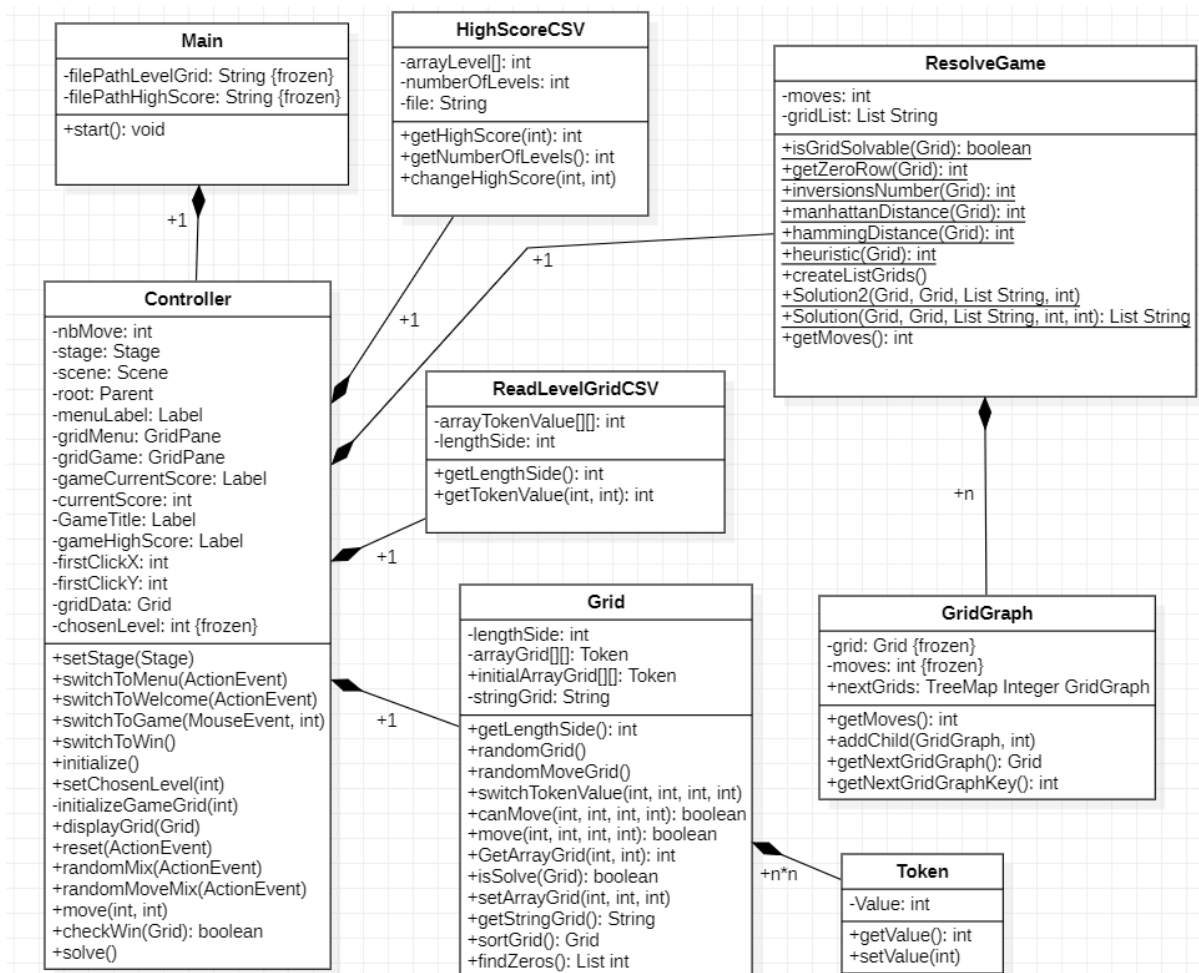 Main
-filePathLevelGrid: String {frozen}
-filePathHighScore: String {frozen}
+start(): void
+1
HighScoreCSV
-arrayLevel[]: int
-numberOfLevels: int
-file: String
+getHighScore(int): int
+getNumberOfLevels(): int
+changeHighScore(int, int)
+1
ResolveGame
-moves: int
-gridList: List String
+isGridSolvable(Grid): boolean
+getZeroRow(Grid): int
+inversionsNumber(Grid): int
+manhattanDistance(Grid): int
+hammingDistance(Grid): int
+heuristic(Grid): int
+createListGrids()
+Solution2(Grid, Grid, List String, int)
+Solution(Grid, Grid, List String, int, int): List String
+getMoves(): int
+1
+n
Controller
-nbMove: int
-stage: Stage
-scene: Scene
-root: Parent
-menuLabel: Label
-gridMenu: GridPane
-gridGame: GridPane
-gameCurrentScore: Label
-currentScore: int
-GameTitle: Label
-gameHighScore: Label
-firstClickX: int
-firstClickY: int
-gridData: Grid
-chosenLevel: int {frozen}
+setStage(Stage)
+switchToMenu(ActionEvent)
+switchToWelcome(ActionEvent)
+switchToGame(MouseEvent, int)
+switchToWin()
+initialize()
+setChosenLevel(int)
-initializeGameGrid(int)
+displayGrid(Grid)
+reset(ActionEvent)
+randomMix(ActionEvent)
+randomMoveMix(ActionEvent)
+move(int, int)
+checkWin(Grid): boolean
+solve()
ReadLevelGridCSV
-arrayTokenValue[][]: int
-lengthSide: int
+getLengthSide(): int
+getTokenValue(int, int): int
+1
+1
Grid
-lengthSide: int
-arrayGrid[][]: Token
+initialArrayGrid[][]: Token
-stringGrid: String
+getLengthSide(): int
+randomGrid()
+randomMoveGrid()
+switchTokenValue(int, int, int, int)
+canMove(int, int, int, int): boolean
+move(int, int, int, int): boolean
+GetArrayGrid(int, int): int
+isSolve(Grid): boolean
+setArrayGrid(int, int, int)
+getStringGrid(): String
+sortGrid(): Grid
+findZeros(): List int
+n*n
GridGraph
-grid: Grid {frozen}
-moves: int {frozen}
+nextGrids: TreeMap Integer GridGraph
+getMoves(): int
+addChild(GridGraph, int)
+getNextGridGraph(): Grid
+getNextGridGraphKey(): int
Token
-Value: int
+getValue(): int
+setValue(int)